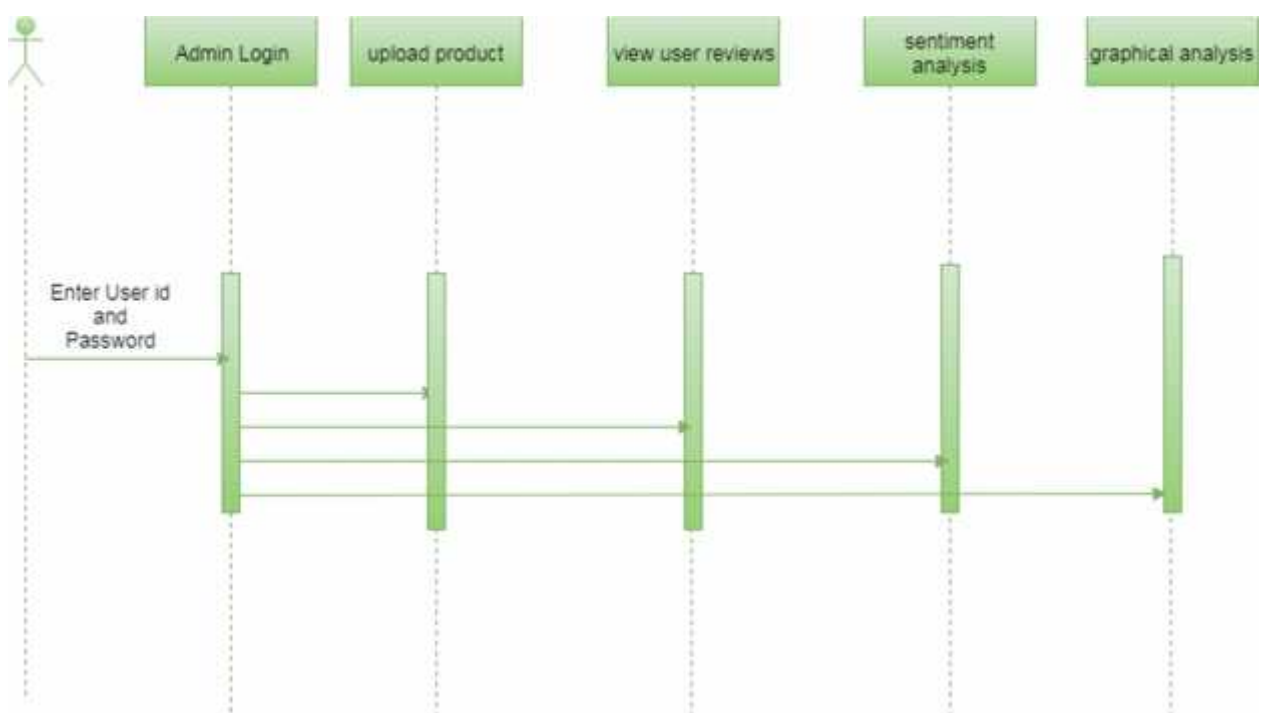 Admin Login
upload product
view user reviews
sentiment
analysis
graphical analysis
Enter User id
and
Password